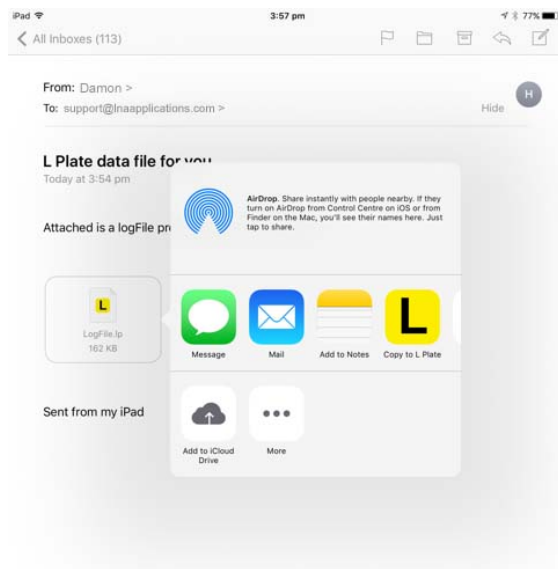 iPad 3:57 pm 77%
All Inboxes (113)
From: Damon >
H
To: support@lnaapplications.com >
Hide
L Plate data file for you
Today at 3:54 pm
AirDrop. Share instantly with people nearby. If they
turn on AirDrop from Control Centre on iOS or from
Finder on the Mac, you'll see their names here. Just
tap to share.
Attached is a logFile
L
LogFile.lp
162 KB
L
Message Mail Add to Notes Copy to L Plate
Sent from my iPad
Add to iCloud
Drive
More